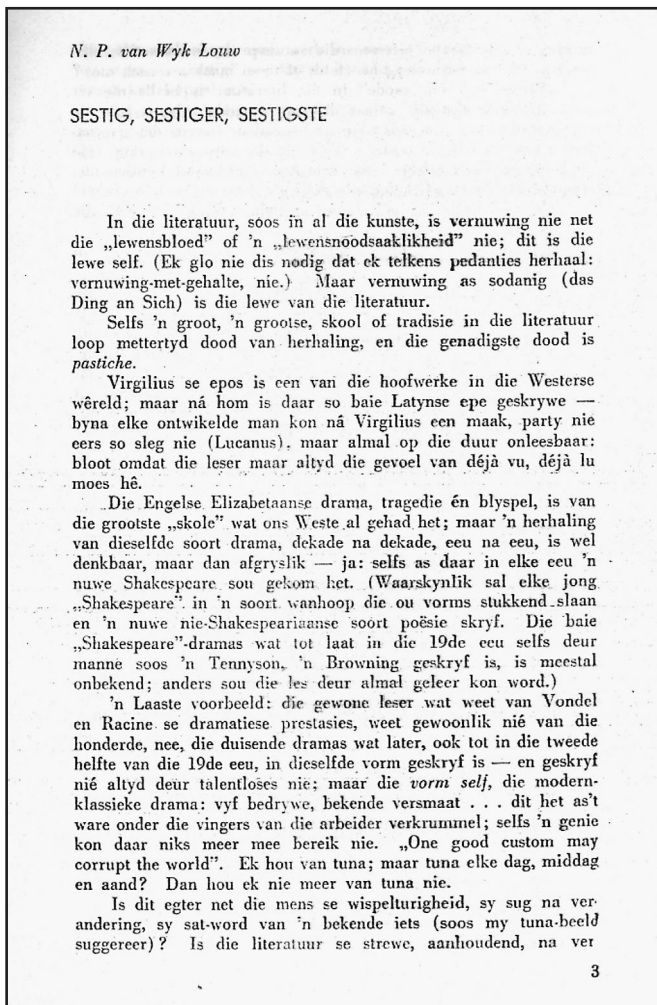 N. P. van Wyk Louw
SESTIG, SESTIGER, SESTIGSTE
In die literatuur, soos in al die kunste, is vernuwing nie net
die „lewensbloed” of 'n „lewensnoodsaaklikheid” nie; dit is die
lewe self. (Ek glo nie dis nodig dat ek telkens pedanties herhaal:
vernuwing-met-gehalte, nie.) Maar vernuwing as sodanig (das
Ding an Sich) is die lewe van die literatuur.
Selfs 'n groot, 'n grootse, skool of tradisie in die literatuur
loop mettertyd dood van herhaling, en die genadigste dood is
pastiche.
Virgilius se epos is een van die hoofwerke in die Westerse
wêreld; maar ná hom is daar so baie Latynse epe geskrywe —
byna elke ontwikkelde man kon ná Virgilius een maak, party nie
eers so sleg nie (Lucanus), maar almal op die duur onleesbaar:
bloot omdat die leser maar altyd die gevoel van déjà vu, déjà lu
moes hê.
Die Engelse Elizabetaanse drama, tragedie én blyspel, is van
die grootste „skole” wat ons Weste al gehad het; maar 'n herhaling
van dieselfde soort drama, dekade na dekade, eeu na eeu, is wel
denkbaar, maar dan afgryslik — ja: selfs as daar in elke eeu 'n
nuwe Shakespeare sou gekom het. (Waarskynlik sal elke jong
„Shakespeare” in 'n soort wanhoop die ou vorms stukkend slaan
en 'n nuwe nie-Shakespeariaanse soort poësie skryf. Die baie
„Shakespeare”-dramas wat tot laat in die 19de eeu selfs deur
manne soos 'n Tennyson, 'n Browning geskryf is, is meestal
onbekend; anders sou die les deur almal geleer kon word.)
'n Laaste voorbeeld: die gewone leser wat weet van Vondel
en Racine se dramatiese prestasies, weet gewoonlik nié van die
honderde, nee, die duisende dramas wat later, ook tot in die tweede
helfte van die 19de eeu, in dieselfde vorm geskryf is — en geskryf
nié altyd deur talentloses nie; maar die vorm self, die modern-
klassieke drama: vyf bedrywe, bekende versmaat . . . dit het as't
ware onder die vingers van die arbeider verkrummel; selfs 'n genie
kon daar niks meer mee bereik nie. „One good custom may
corrupt the world”. Ek hou van tuna; maar tuna elke dag, middag
en aand? Dan hou ek nie meer van tuna nie.
Is dit egter net die mens se wispelturigheid, sy sug na ver-
andering, sy sat-word van 'n bekende iets (soos my tuna-beeld
suggereer)? Is die literatuur se strewe, aanhoudend, na ver
3